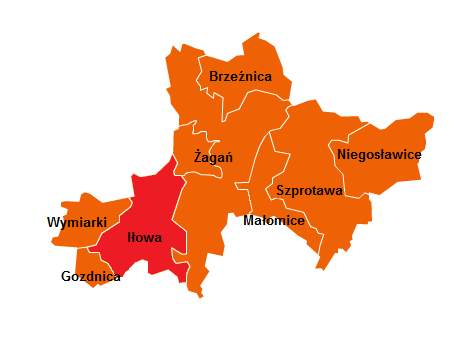 Brzeźnica
Żagań
Niegosławice
Szprotawa
Małomice
Wymiarki
Iłowa
Gozdnica